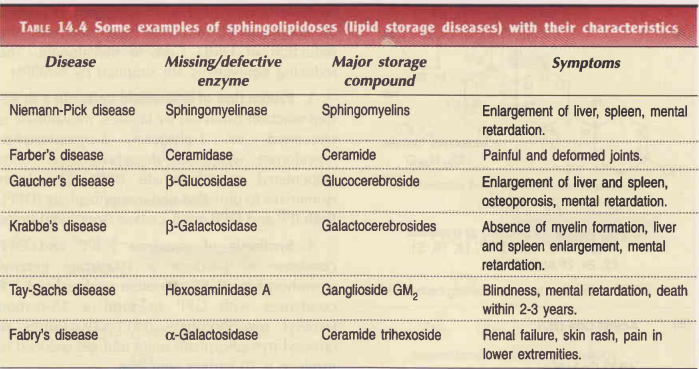 TABLE 14.4 Some examples of sphingolipidoses (lipid storage diseases) with their characteristics
Disease Missing/defective Major storage Symptoms
enzyme compound
Niemann-Pick disease Sphingomyelinase Sphingomyelins Enlargement of liver, spleen, mental
retardation.
Farber's disease Ceramidase Ceramide Painful and deformed joints.
Gaucher's disease β-Glucosidase Glucocerebroside Enlargement of liver and spleen,
osteoporosis, mental retardation.
Krabbe's disease β-Galactosidase Galactocerebrosides Absence of myelin formation, liver
and spleen enlargement, mental
retardation.
Tay-Sachs disease Hexosaminidase A Ganglioside GM₂ Blindness, mental retardation, death
within 2-3 years.
Fabry's disease α-Galactosidase Ceramide trihexoside Renal failure, skin rash, pain in
lower extremities.